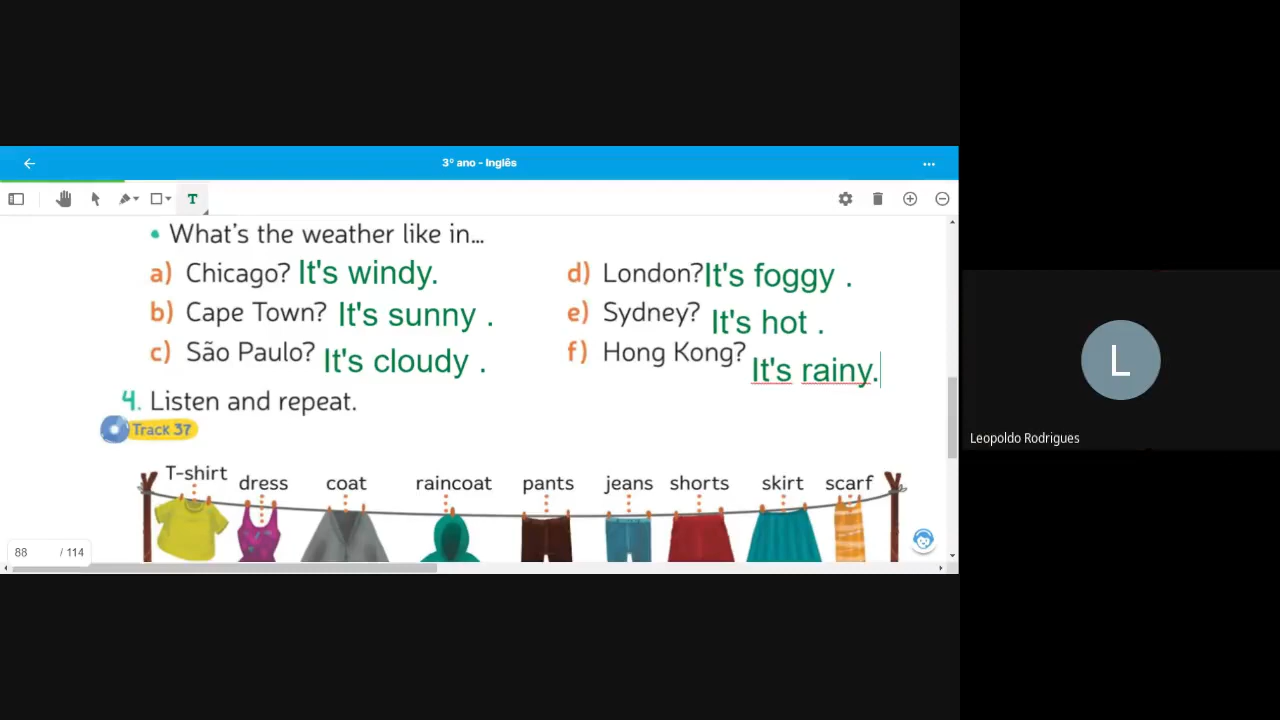 3º ano - Inglês
T
• What's the weather like in...
a) Chicago? It's windy.
d) London? It's foggy .
b) Cape Town? It's sunny .
e) Sydney? It's hot .
c) São Paulo? It's cloudy .
f) Hong Kong? It's rainy.
4. Listen and repeat.
Track 37
T-shirt dress coat raincoat pants jeans shorts skirt scarf
88 / 114
L
Leopoldo Rodrigues